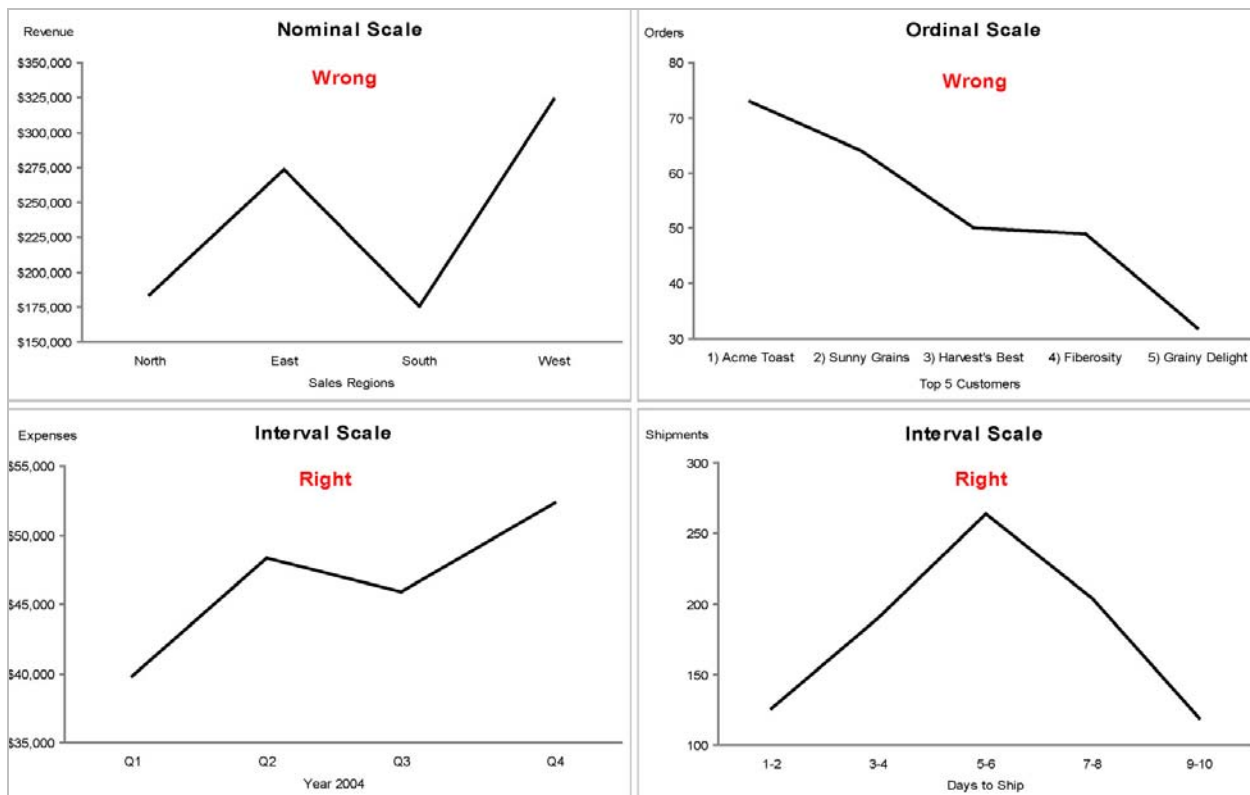 Nominal Scale
Revenue
Wrong
$350,000
$325,000
$300,000
$275,000
$250,000
$225,000
$200,000
$175,000
$150,000
North East South West
Sales Regions
Ordinal Scale
Orders
Wrong
80
70
60
50
40
30
1) Acme Toast 2) Sunny Grains 3) Harvest's Best 4) Fiberosity 5) Grainy Delight
Top 5 Customers
Interval Scale
Expenses
Right
$55,000
$50,000
$45,000
$40,000
$35,000
Q1 Q2 Q3 Q4
Year 2004
Interval Scale
Shipments
Right
300
250
200
150
100
1-2 3-4 5-6 7-8 9-10
Days to Ship